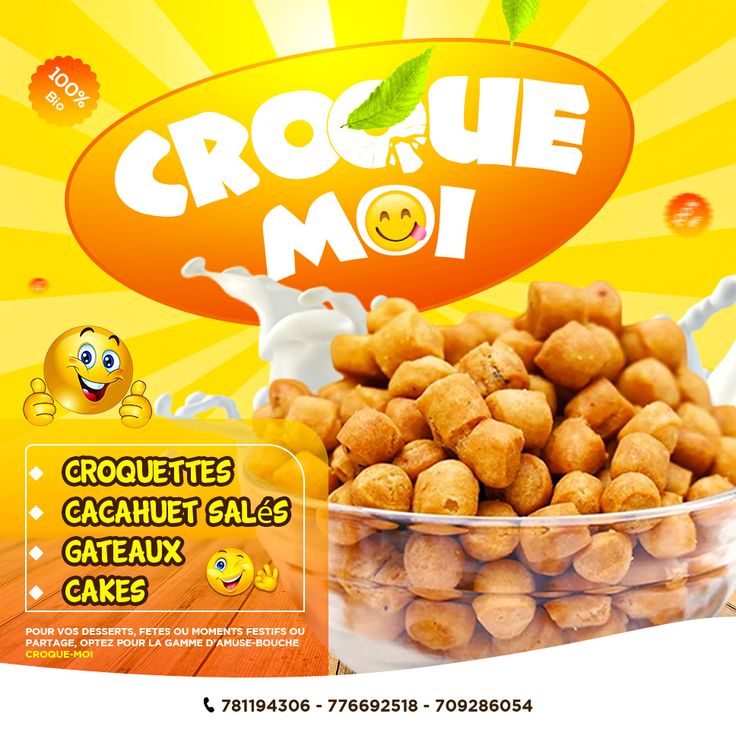 100%
Bio
CROQUE
MOI
CROQUETTES
CACAHUET SALéS
GATEAUX
CAKES
POUR VOS DESSERTS, FETES OU MOMENTS FESTIFS OU
PARTAGE, OPTEZ POUR LA GAMME D'AMUSE-BOUCHE
CROQUE-MOI
781194306 - 776692518 - 709286054